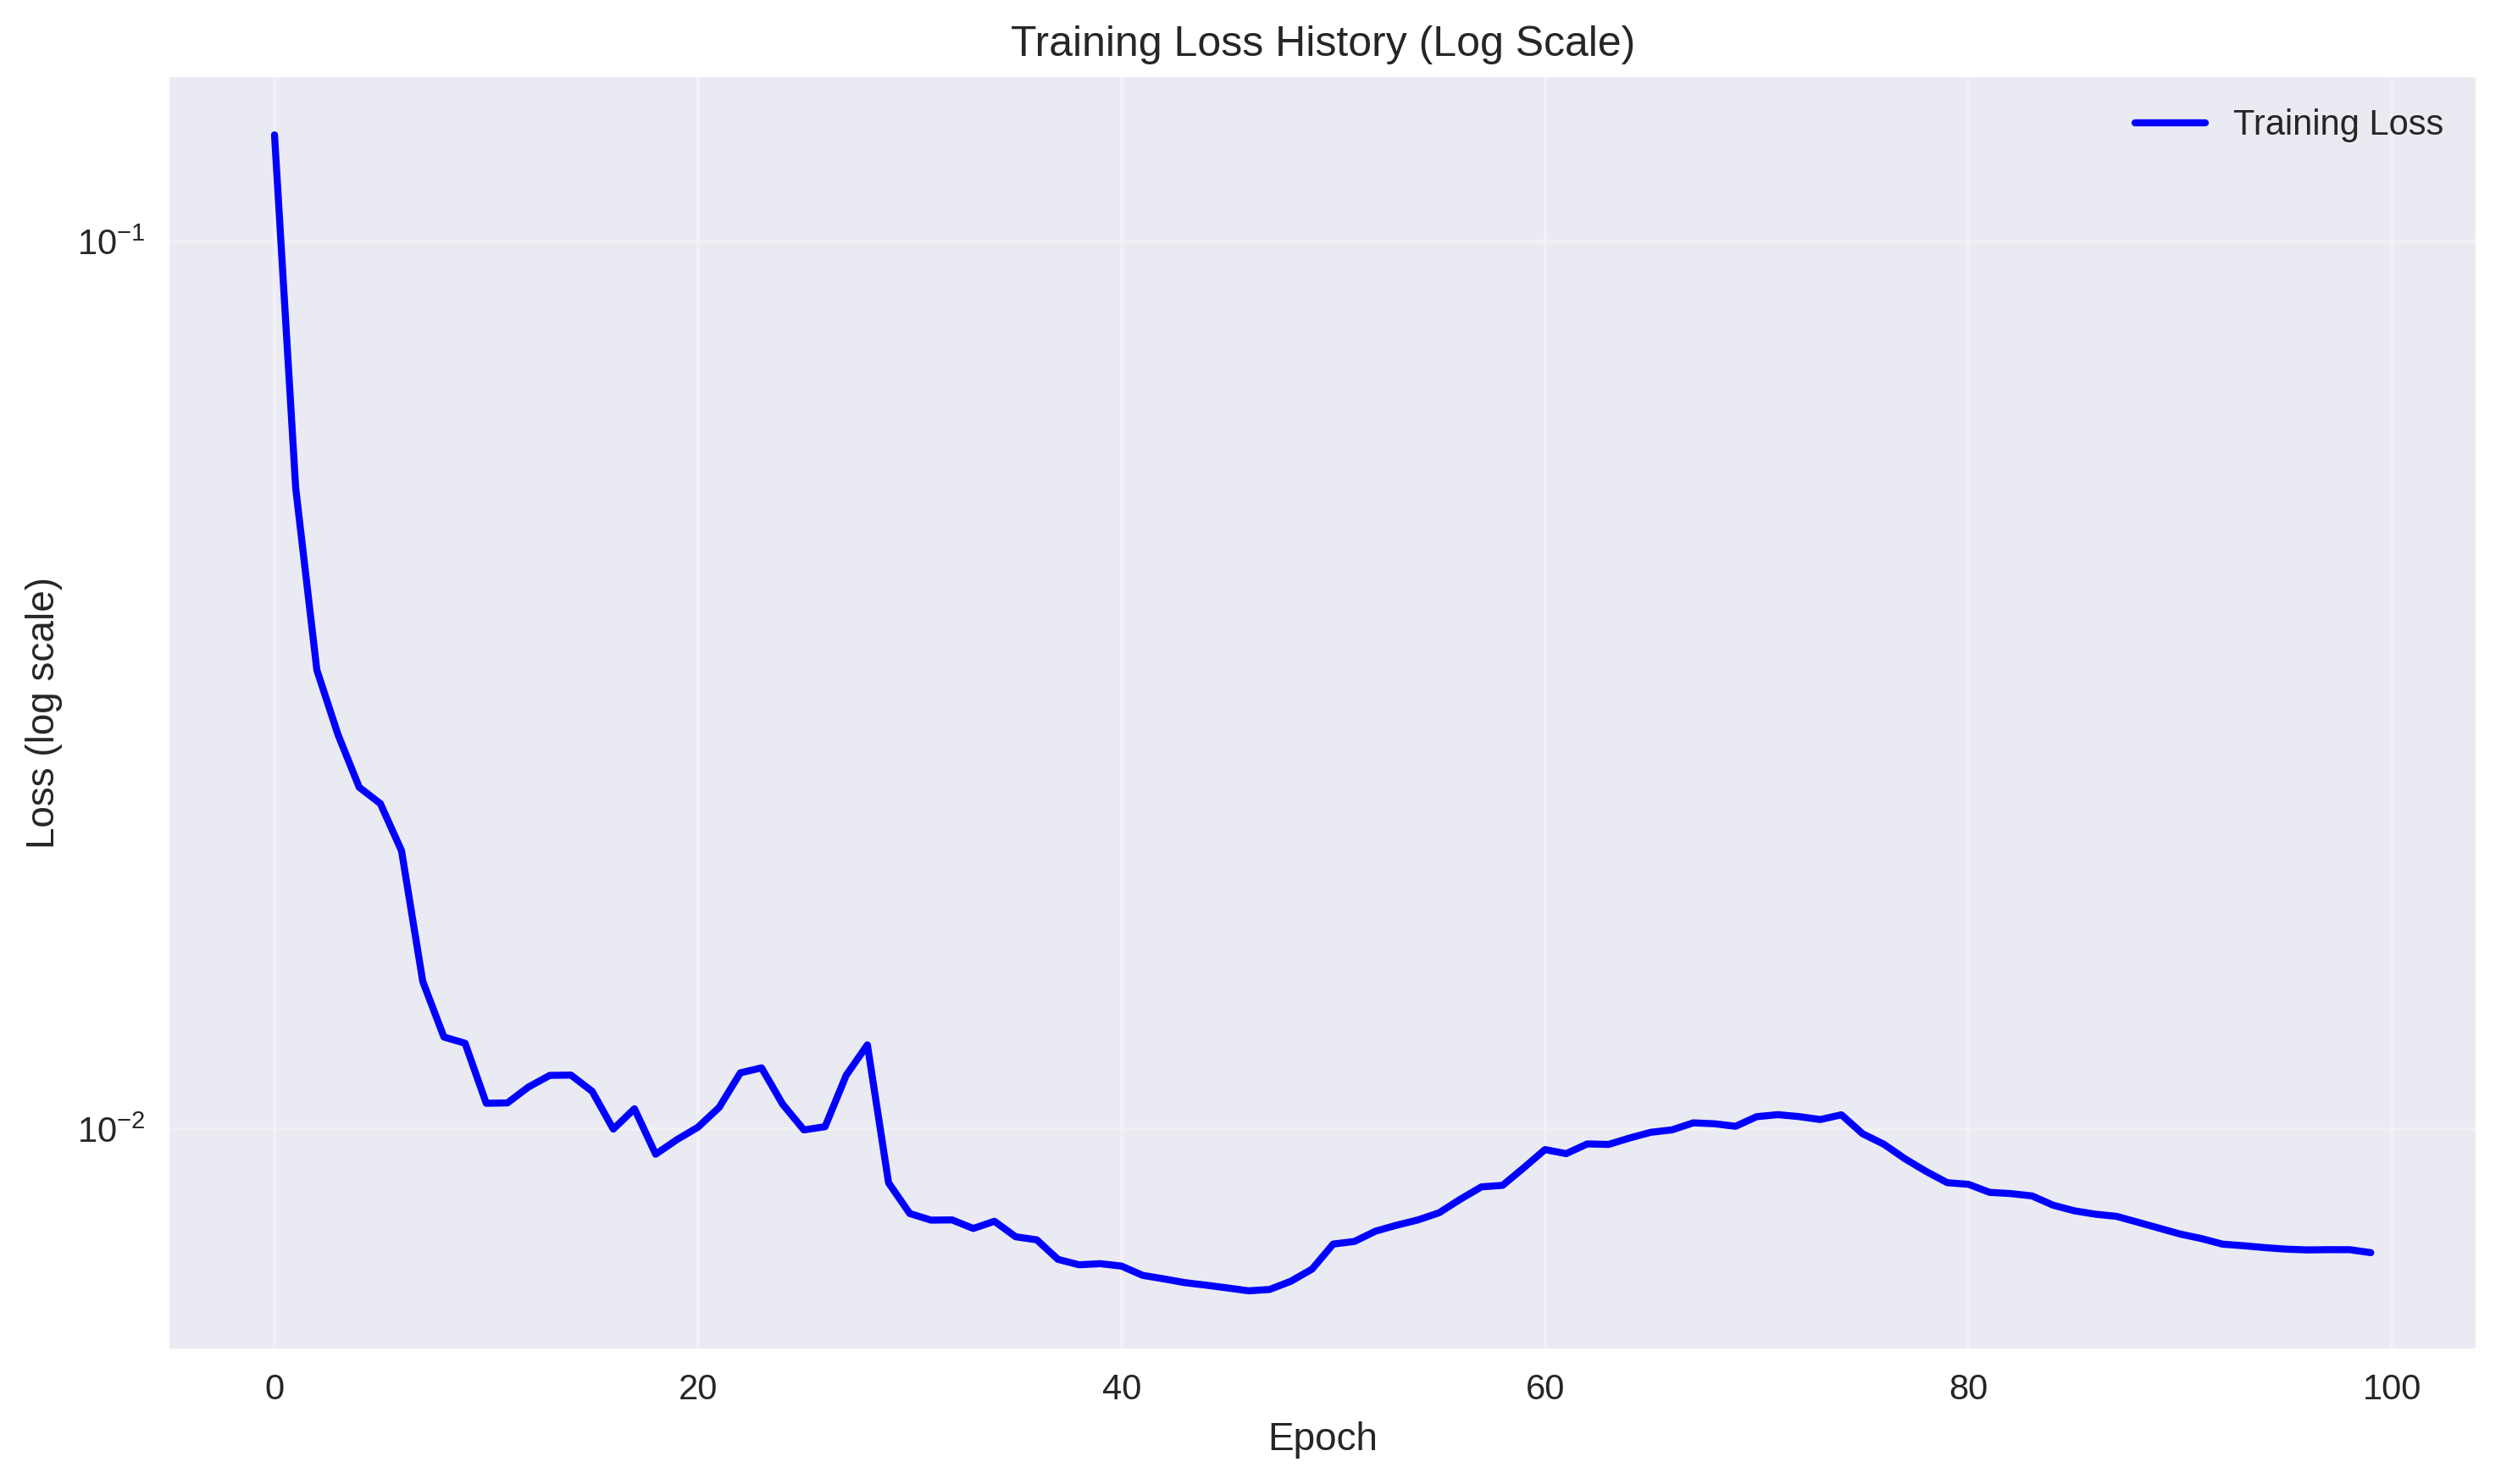 Training Loss History (Log Scale)
Training Loss
10⁻¹
Loss (log scale)
10⁻²
0 20 40 60 80 100
Epoch